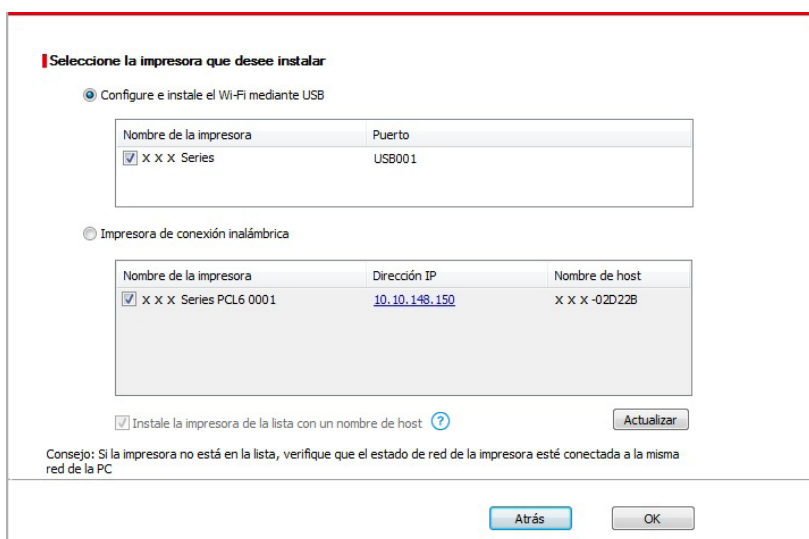 Seleccione la impresora que desee instalar
Configure e instale el Wi-Fi mediante USB
Nombre de la impresora Puerto
X X X Series USB001
Impresora de conexión inalámbrica
Nombre de la impresora Dirección IP Nombre de host
X X X Series PCL6 0001 10.10.148.150 X X X -02D22B
Instale la impresora de la lista con un nombre de host ? Actualizar
Consejo: Si la impresora no está en la lista, verifique que el estado de red de la impresora esté conectada a la misma
red de la PC
Atrás OK